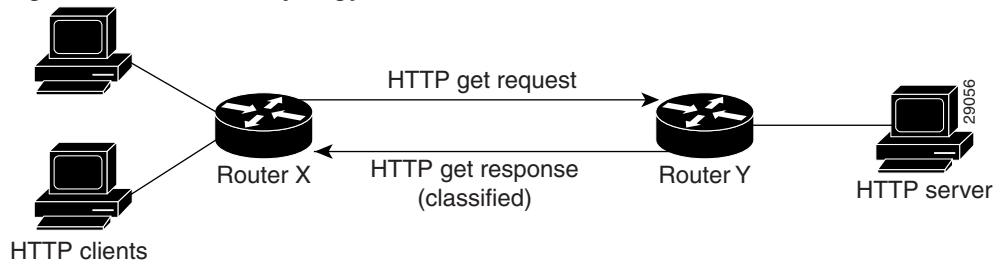 HTTP get request
29056
Router X
HTTP get response
(classified)
Router Y
HTTP server
HTTP clients